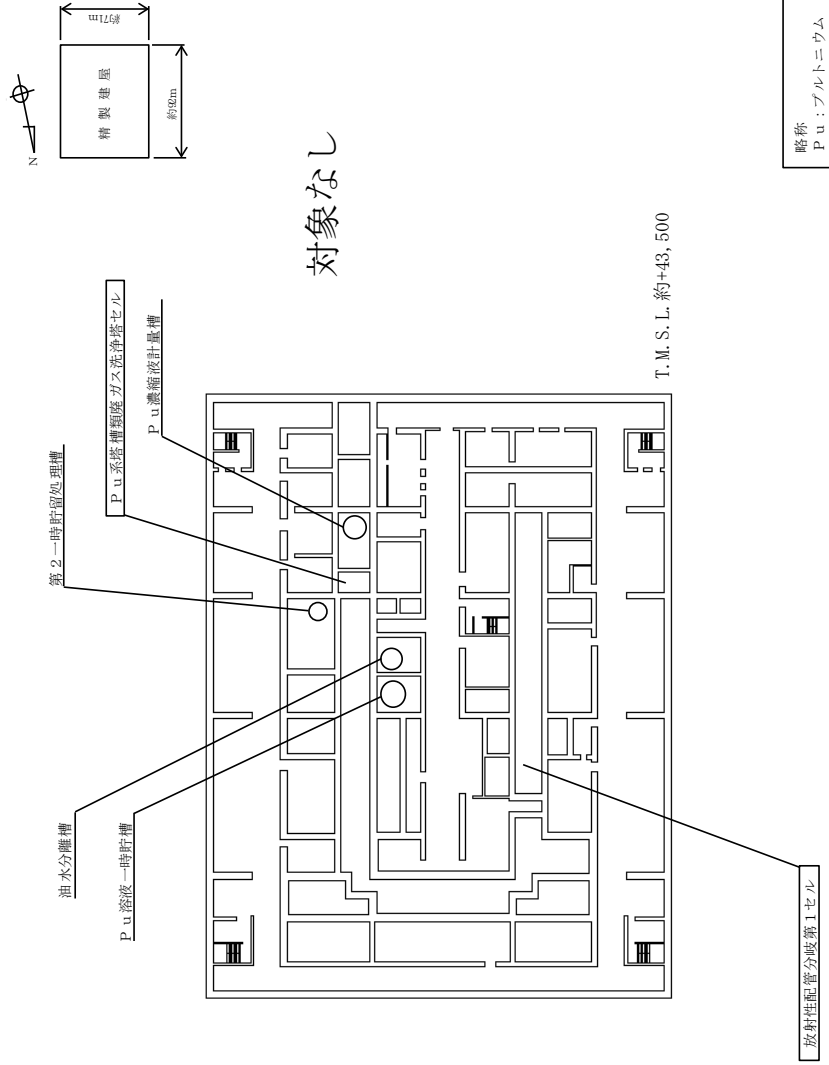 N
精製建屋
約71m
約92m
対象なし
第2一時貯留処理槽
Pu系塔槽類廃ガス洗浄塔セル
Pu濃縮液計量槽
油水分離槽
Pu溶液一時貯槽
放射性配管分岐第1セル
T.M.S.L.約+43,500
略称
Pu:プルトニウム